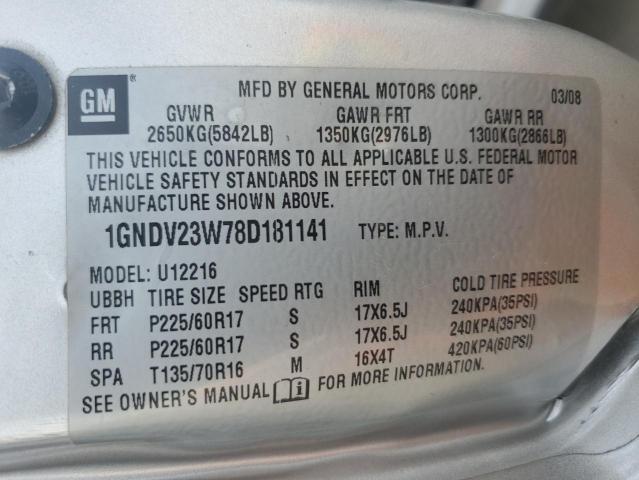 GM®
MFD BY GENERAL MOTORS CORP. 03/08
GVWR GAWR FRT GAWR RR
2650KG(5842LB) 1350KG(2976LB) 1300KG(2866LB)
THIS VEHICLE CONFORMS TO ALL APPLICABLE U.S. FEDERAL MOTOR
VEHICLE SAFETY STANDARDS IN EFFECT ON THE DATE OF
MANUFACTURE SHOWN ABOVE.
1GNDV23W78D181141 TYPE: M.P.V.
MODEL: U12216
UBBH TIRE SIZE SPEED RTG RIM COLD TIRE PRESSURE
FRT P225/60R17 S 17X6.5J 240KPA(35PSI)
RR P225/60R17 S 17X6.5J 240KPA(35PSI)
SPA T135/70R16 M 16X4T 420KPA(60PSI)
SEE OWNER'S MANUAL FOR MORE INFORMATION.